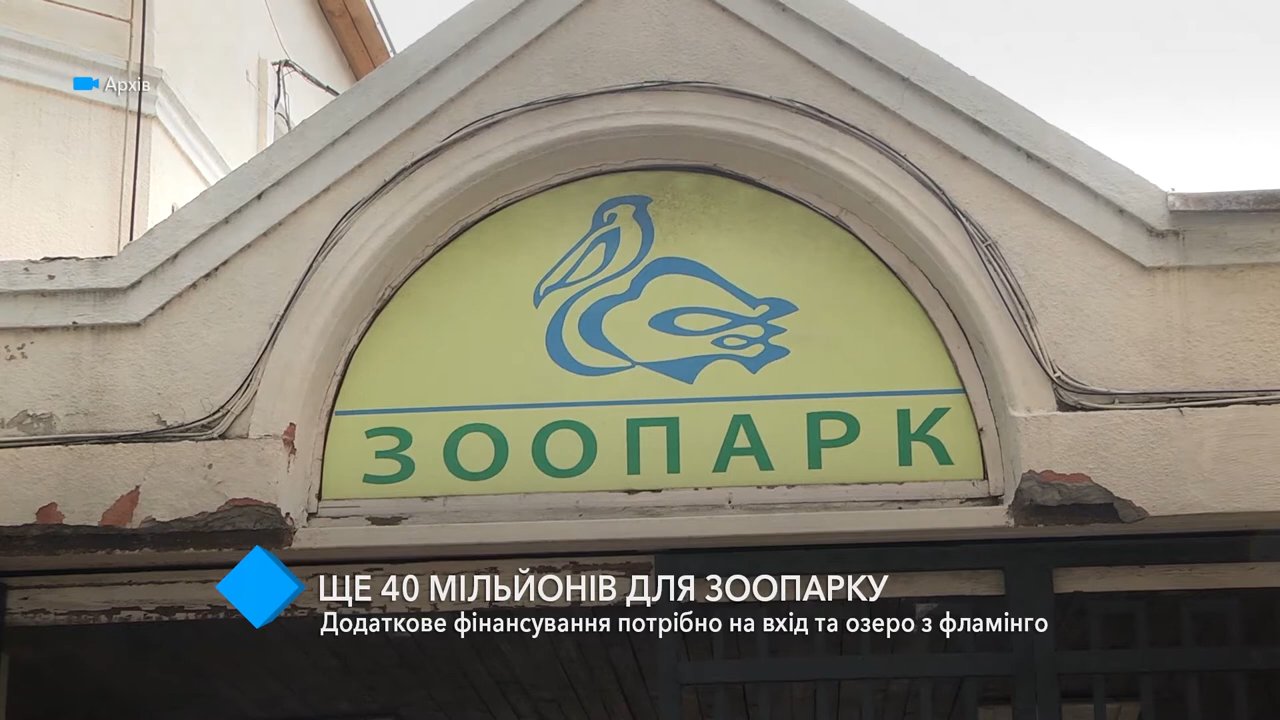 Архів
ЗООПАРК
ЩЕ 40 МІЛЬЙОНІВ ДЛЯ ЗООПАРКУ
Додаткове фінансування потрібно на вхід та озеро з фламінго